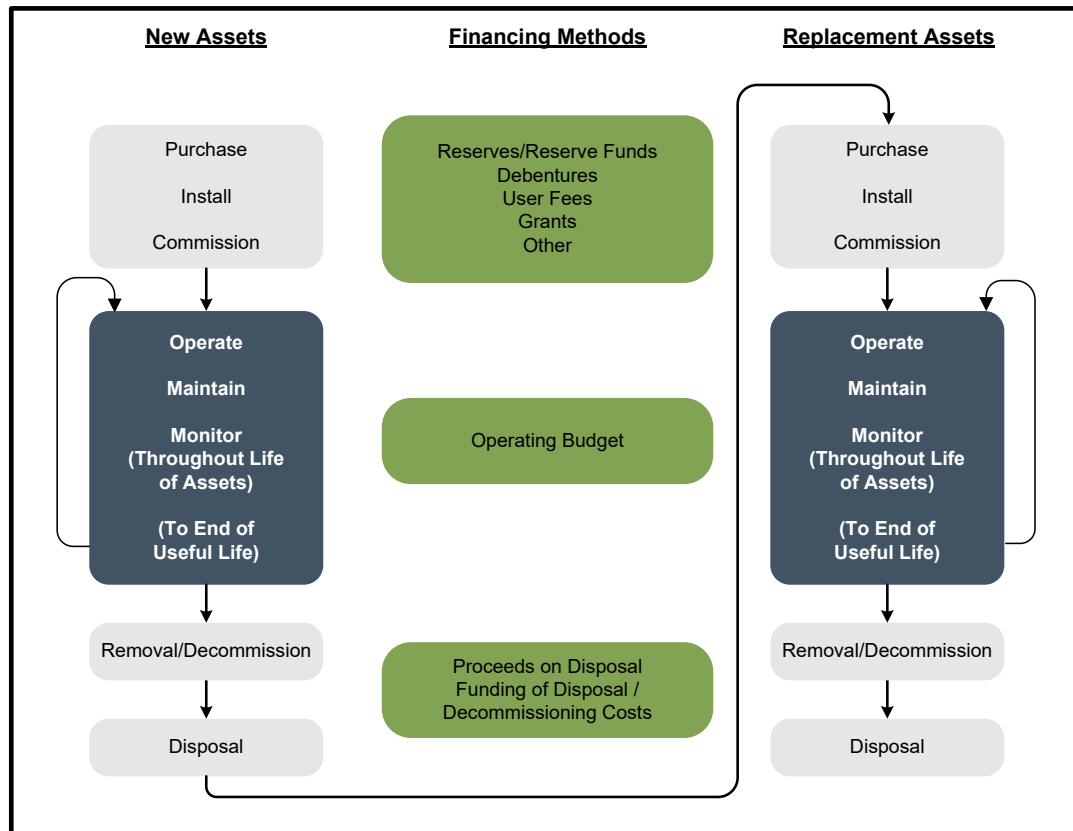 New Assets
Purchase
Install
Commission
Operate
Maintain
Monitor
(Throughout Life
of Assets)
(To End of
Useful Life)
Removal/Decommission
Disposal
Financing Methods
Reserves/Reserve Funds
Debentures
User Fees
Grants
Other
Operating Budget
Proceeds on Disposal
Funding of Disposal /
Decommissioning Costs
Replacement Assets
Purchase
Install
Commission
Operate
Maintain
Monitor
(Throughout Life
of Assets)
(To End of
Useful Life)
Removal/Decommission
Disposal